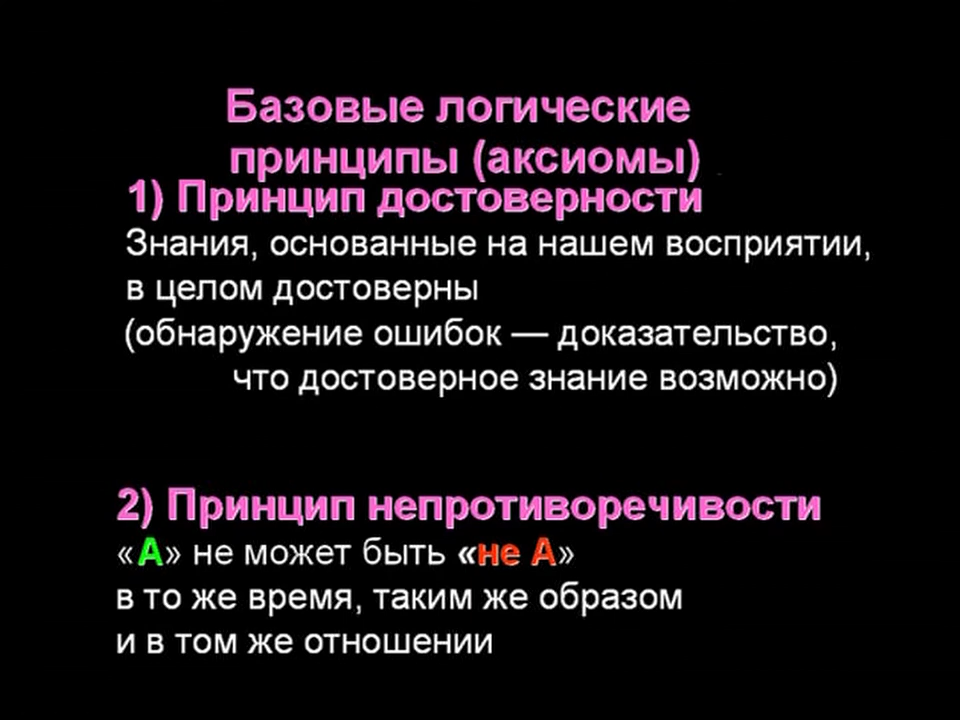 Базовые логические
принципы (аксиомы)
1) Принцип достоверности
Знания, основанные на нашем восприятии,
в целом достоверны
(обнаружение ошибок — доказательство,
что достоверное знание возможно)
2) Принцип непротиворечивости
«А» не может быть «не А»
в то же время, таким же образом
и в том же отношении